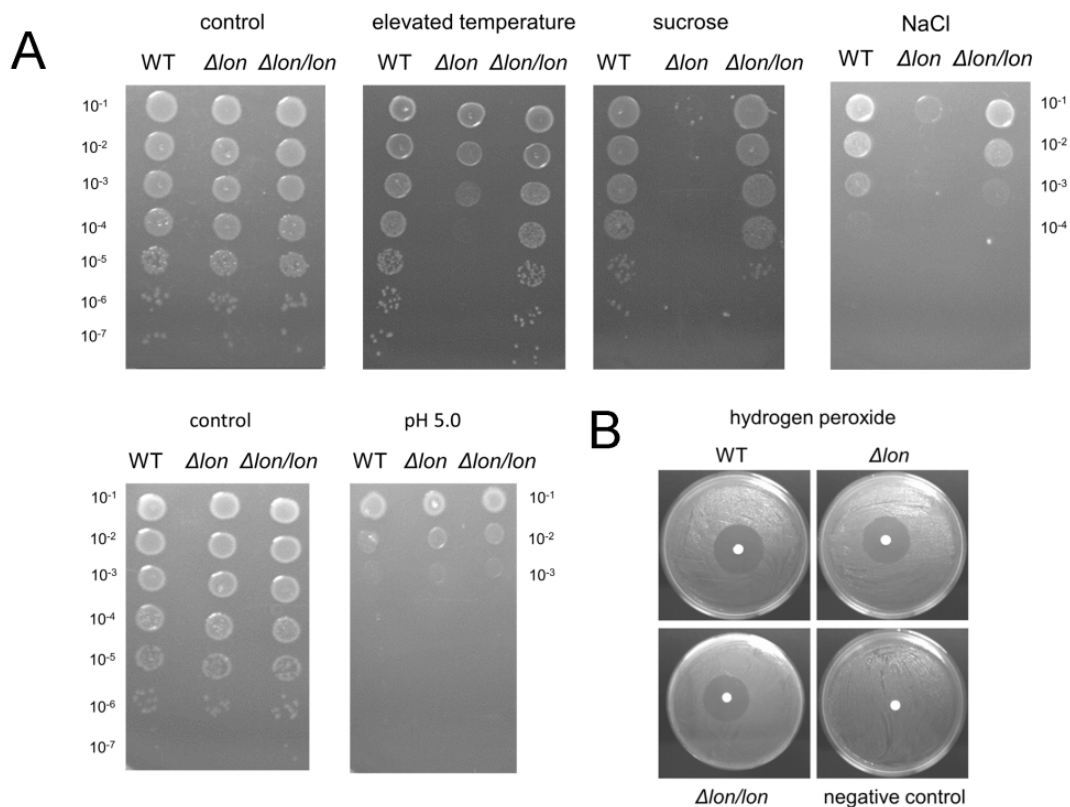 A
control elevated temperature sucrose NaCl
WT Δlon Δlon/lon WT Δlon Δlon/lon WT Δlon Δlon/lon WT Δlon Δlon/lon
10⁻¹ 10⁻¹
10⁻² 10⁻²
10⁻³ 10⁻³
10⁻⁴ 10⁻⁴
10⁻⁵
10⁻⁶
10⁻⁷
control pH 5.0
WT Δlon Δlon/lon WT Δlon Δlon/lon
10⁻¹ 10⁻¹
10⁻² 10⁻²
10⁻³ 10⁻³
10⁻⁴
10⁻⁵
10⁻⁶
10⁻⁷
B
hydrogen peroxide
WT Δlon
Δlon/lon negative control